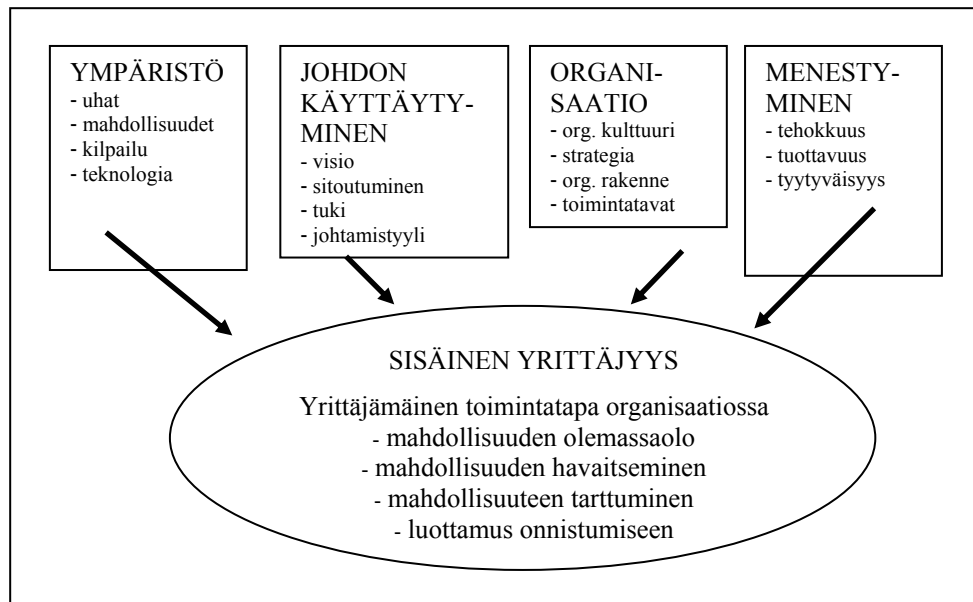 YMPÄRISTÖ
- uhat
- mahdollisuudet
- kilpailu
- teknologia
JOHDON
KÄYTTÄYTY-
MINEN
- visio
- sitoutuminen
- tuki
- johtamistyyli
ORGANI-
SAATIO
- org. kulttuuri
- strategia
- org. rakenne
- toimintatavat
MENESTY-
MINEN
- tehokkuus
- tuottavuus
- tyytyväisyys
SISÄINEN YRITTÄJYYS
Yrittäjämäinen toimintatapa organisaatiossa
- mahdollisuuden olemassaolo
- mahdollisuuden havaitseminen
- mahdollisuuteen tarttuminen
- luottamus onnistumiseen